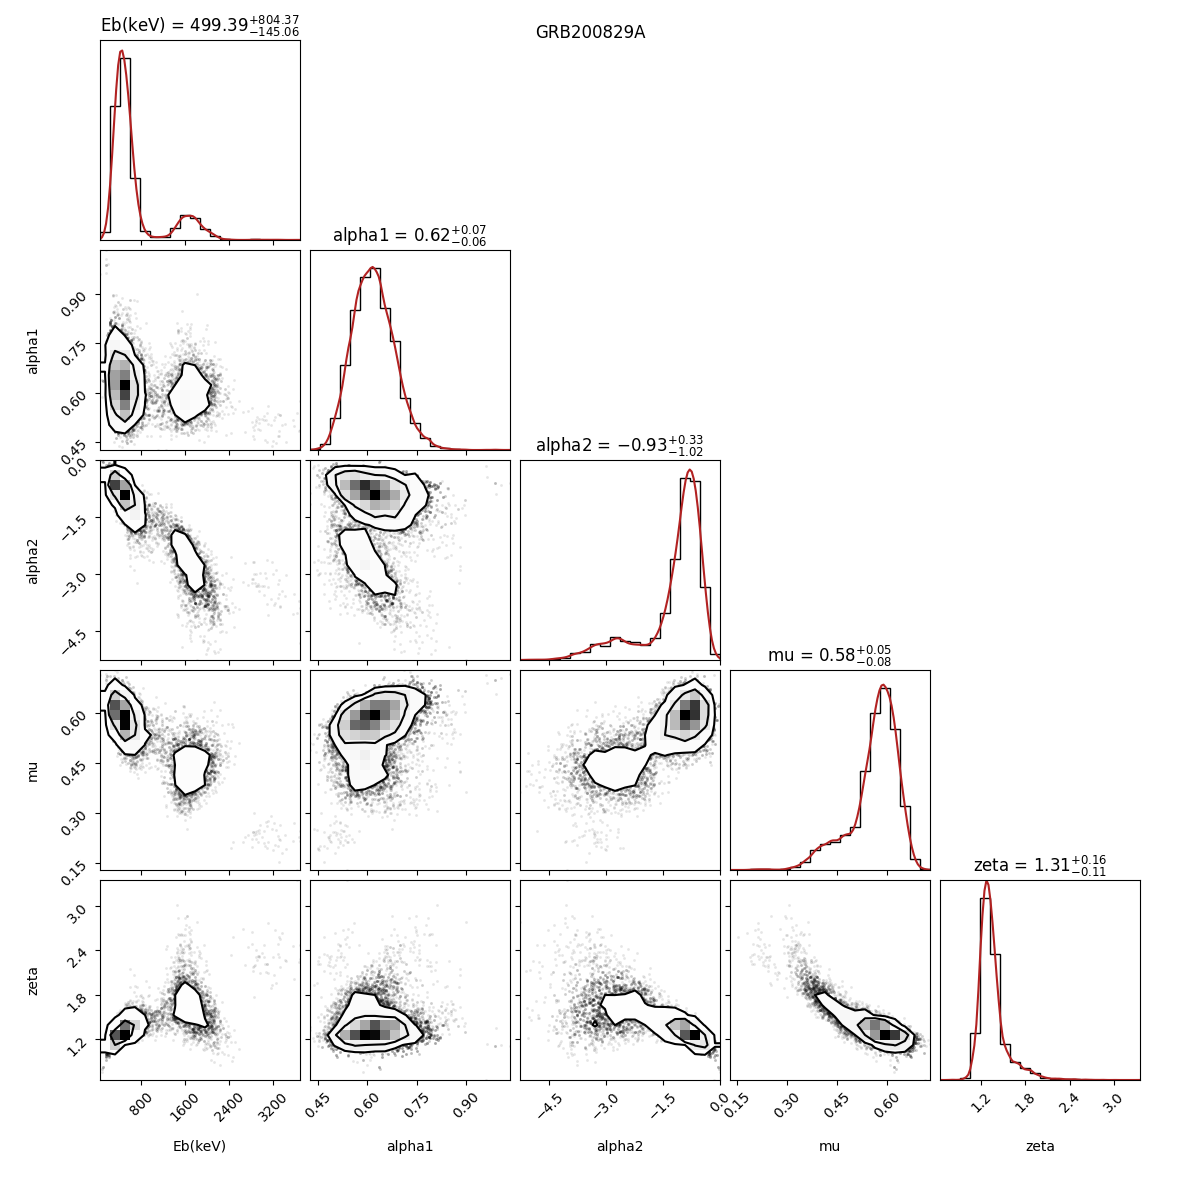 Eb(keV) = 499.39+804.37−145.06
GRB200829A
alpha1 = 0.62+0.07−0.06
0.90
0.75
0.60
0.45
alpha1
alpha2 = −0.93+0.33−1.02
0.0
−1.5
−3.0
−4.5
alpha2
mu = 0.58+0.05−0.08
0.60
0.45
0.30
0.15
mu
zeta = 1.31+0.16−0.11
3.0
2.4
1.8
1.2
zeta
800 1600 2400 3200 0.45 0.60 0.75 0.90 −4.5 −3.0 −1.5 0.0 0.15 0.30 0.45 0.60 1.2 1.8 2.4 3.0
Eb(keV) alpha1 alpha2 mu zeta